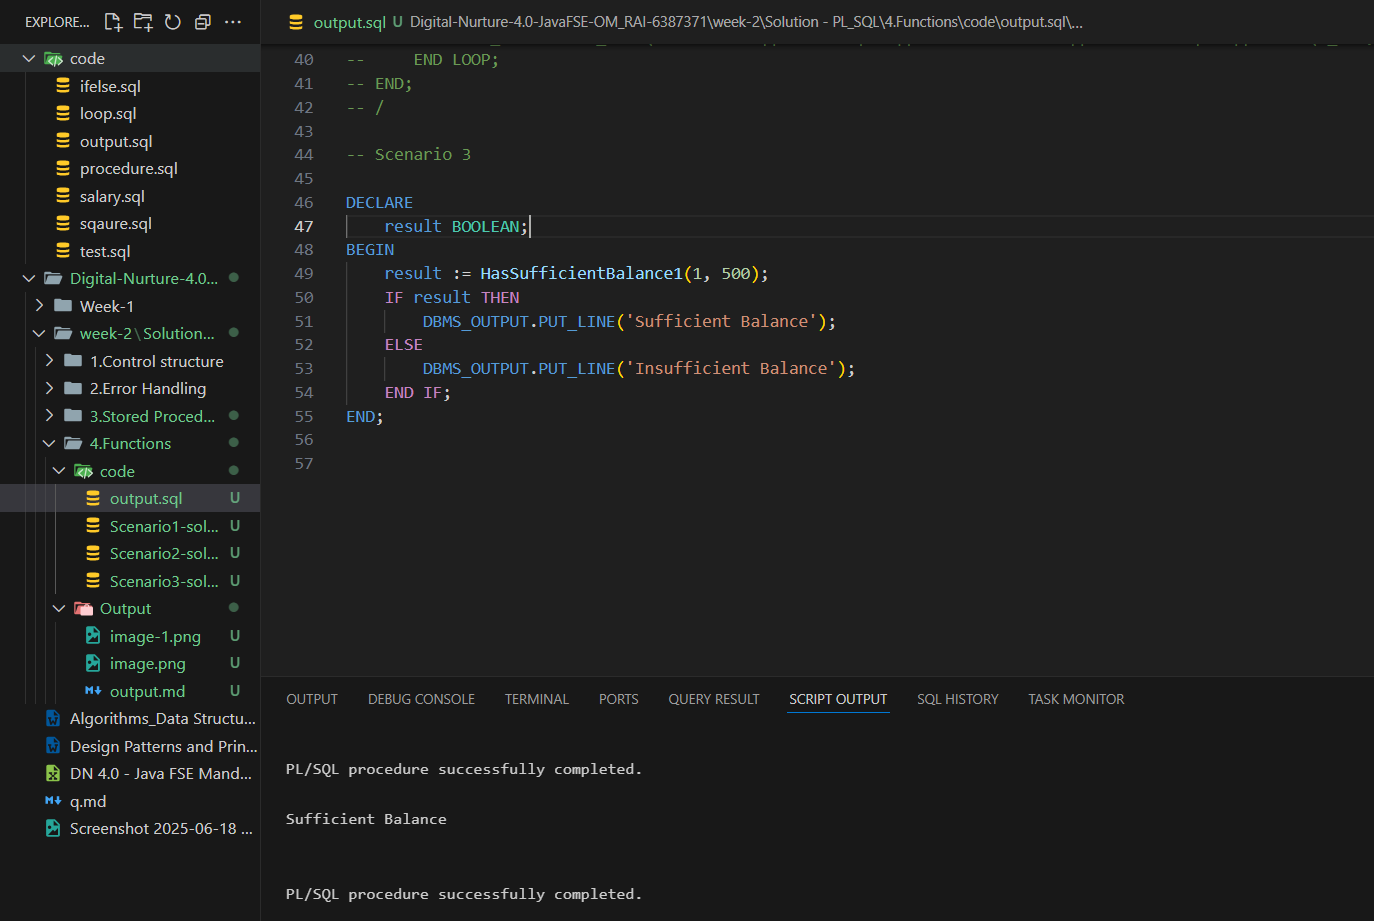 EXPLORE...
code
ifelse.sql
loop.sql
output.sql
procedure.sql
salary.sql
sqaure.sql
test.sql
Digital-Nurture-4.0...
Week-1
week-2\Solution...
1.Control structure
2.Error Handling
3.Stored Proced...
4.Functions
code
output.sql U
Scenario1-sol... U
Scenario2-sol... U
Scenario3-sol... U
Output
image-1.png U
image.png U
output.md U
Algorithms_Data Structu...
Design Patterns and Prin...
DN 4.0 - Java FSE Mand...
q.md
Screenshot 2025-06-18 ...
output.sql U Digital-Nurture-4.0-JavaFSE-OM_RAI-6387371\week-2\Solution - PL_SQL\4.Functions\code\output.sql\...
40 --     END LOOP;
41 -- END;
42 -- /
43
44 -- Scenario 3
45
46 DECLARE
47     result BOOLEAN;
48 BEGIN
49     result := HasSufficientBalance1(1, 500);
50     IF result THEN
51         DBMS_OUTPUT.PUT_LINE('Sufficient Balance');
52     ELSE
53         DBMS_OUTPUT.PUT_LINE('Insufficient Balance');
54     END IF;
55 END;
56
57
OUTPUT DEBUG CONSOLE TERMINAL PORTS QUERY RESULT SCRIPT OUTPUT SQL HISTORY TASK MONITOR
PL/SQL procedure successfully completed.
Sufficient Balance
PL/SQL procedure successfully completed.